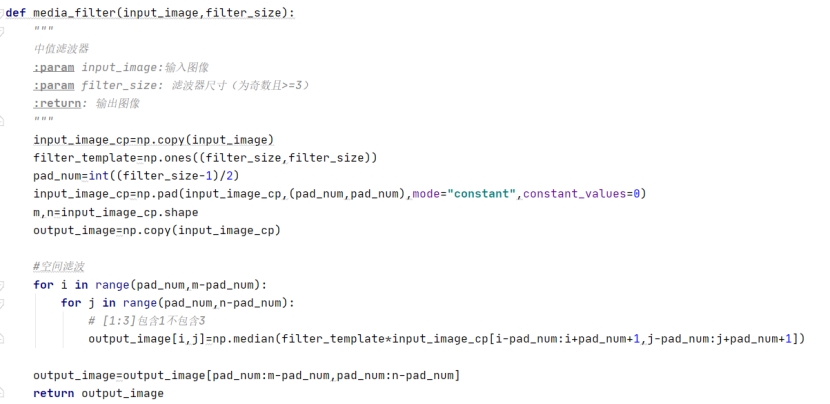 def media_filter(input_image,filter_size):
    """
    中值滤波器
    :param input_image:输入图像
    :param filter_size: 滤波器尺寸（为奇数且>=3）
    :return: 输出图像
    """
    input_image_cp=np.copy(input_image)
    filter_template=np.ones((filter_size,filter_size))
    pad_num=int((filter_size-1)/2)
    input_image_cp=np.pad(input_image_cp,(pad_num,pad_num),mode="constant",constant_values=0)
    m,n=input_image_cp.shape
    output_image=np.copy(input_image_cp)

    #空间滤波
    for i in range(pad_num,m-pad_num):
        for j in range(pad_num,n-pad_num):
            # [1:3]包含1不包含3
            output_image[i,j]=np.median(filter_template*input_image_cp[i-pad_num:i+pad_num+1,j-pad_num:j+pad_num+1])

    output_image=output_image[pad_num:m-pad_num,pad_num:n-pad_num]
    return output_image